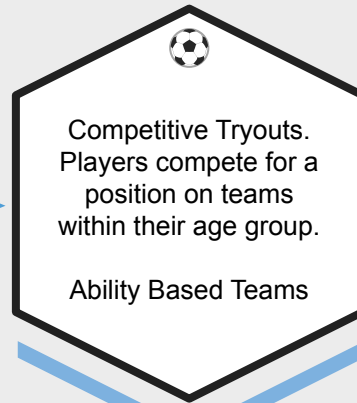 Competitive Tryouts.
Players compete for a
position on teams
within their age group.
Ability Based Teams